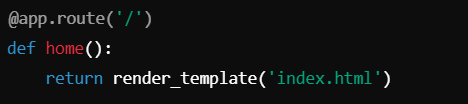 @app.route('/')
def home():
    return render_template('index.html')